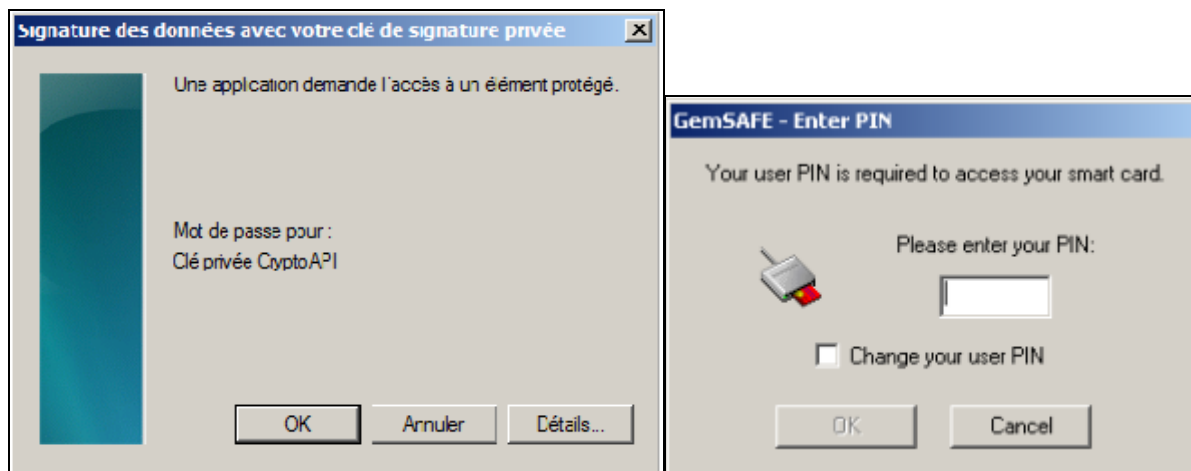 Signature des données avec votre clé de signature privée
Une application demande l'accès à un élément protégé.
Mot de passe pour :
Clé privée CryptoAPI
OK
Annuler
Détails...
GemSAFE - Enter PIN
Your user PIN is required to access your smart card.
Please enter your PIN:
Change your user PIN
OK
Cancel